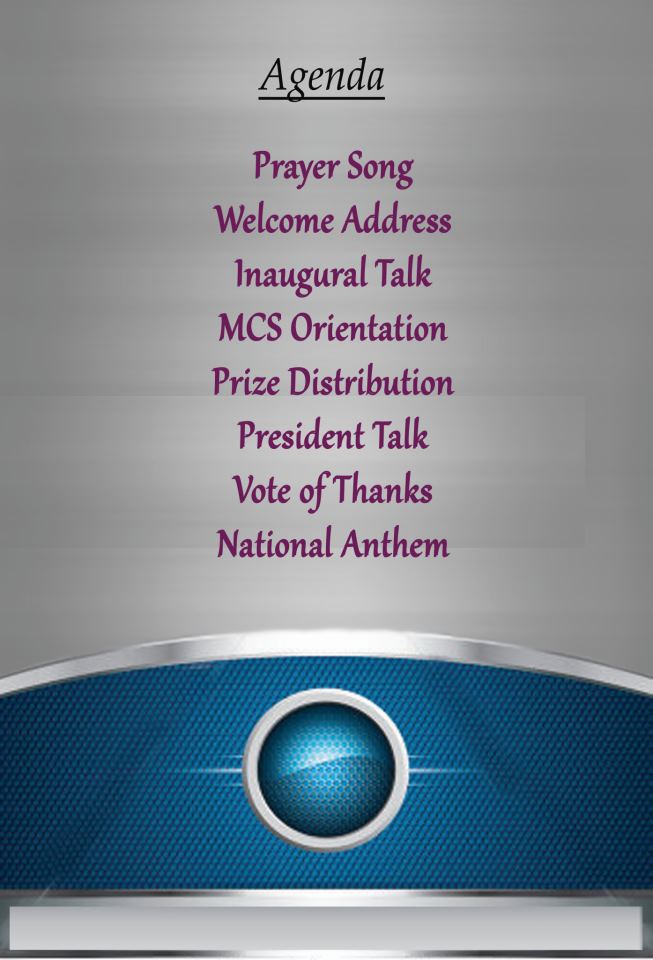 Agenda
Prayer Song
Welcome Address
Inaugural Talk
MCS Orientation
Prize Distribution
President Talk
Vote of Thanks
National Anthem